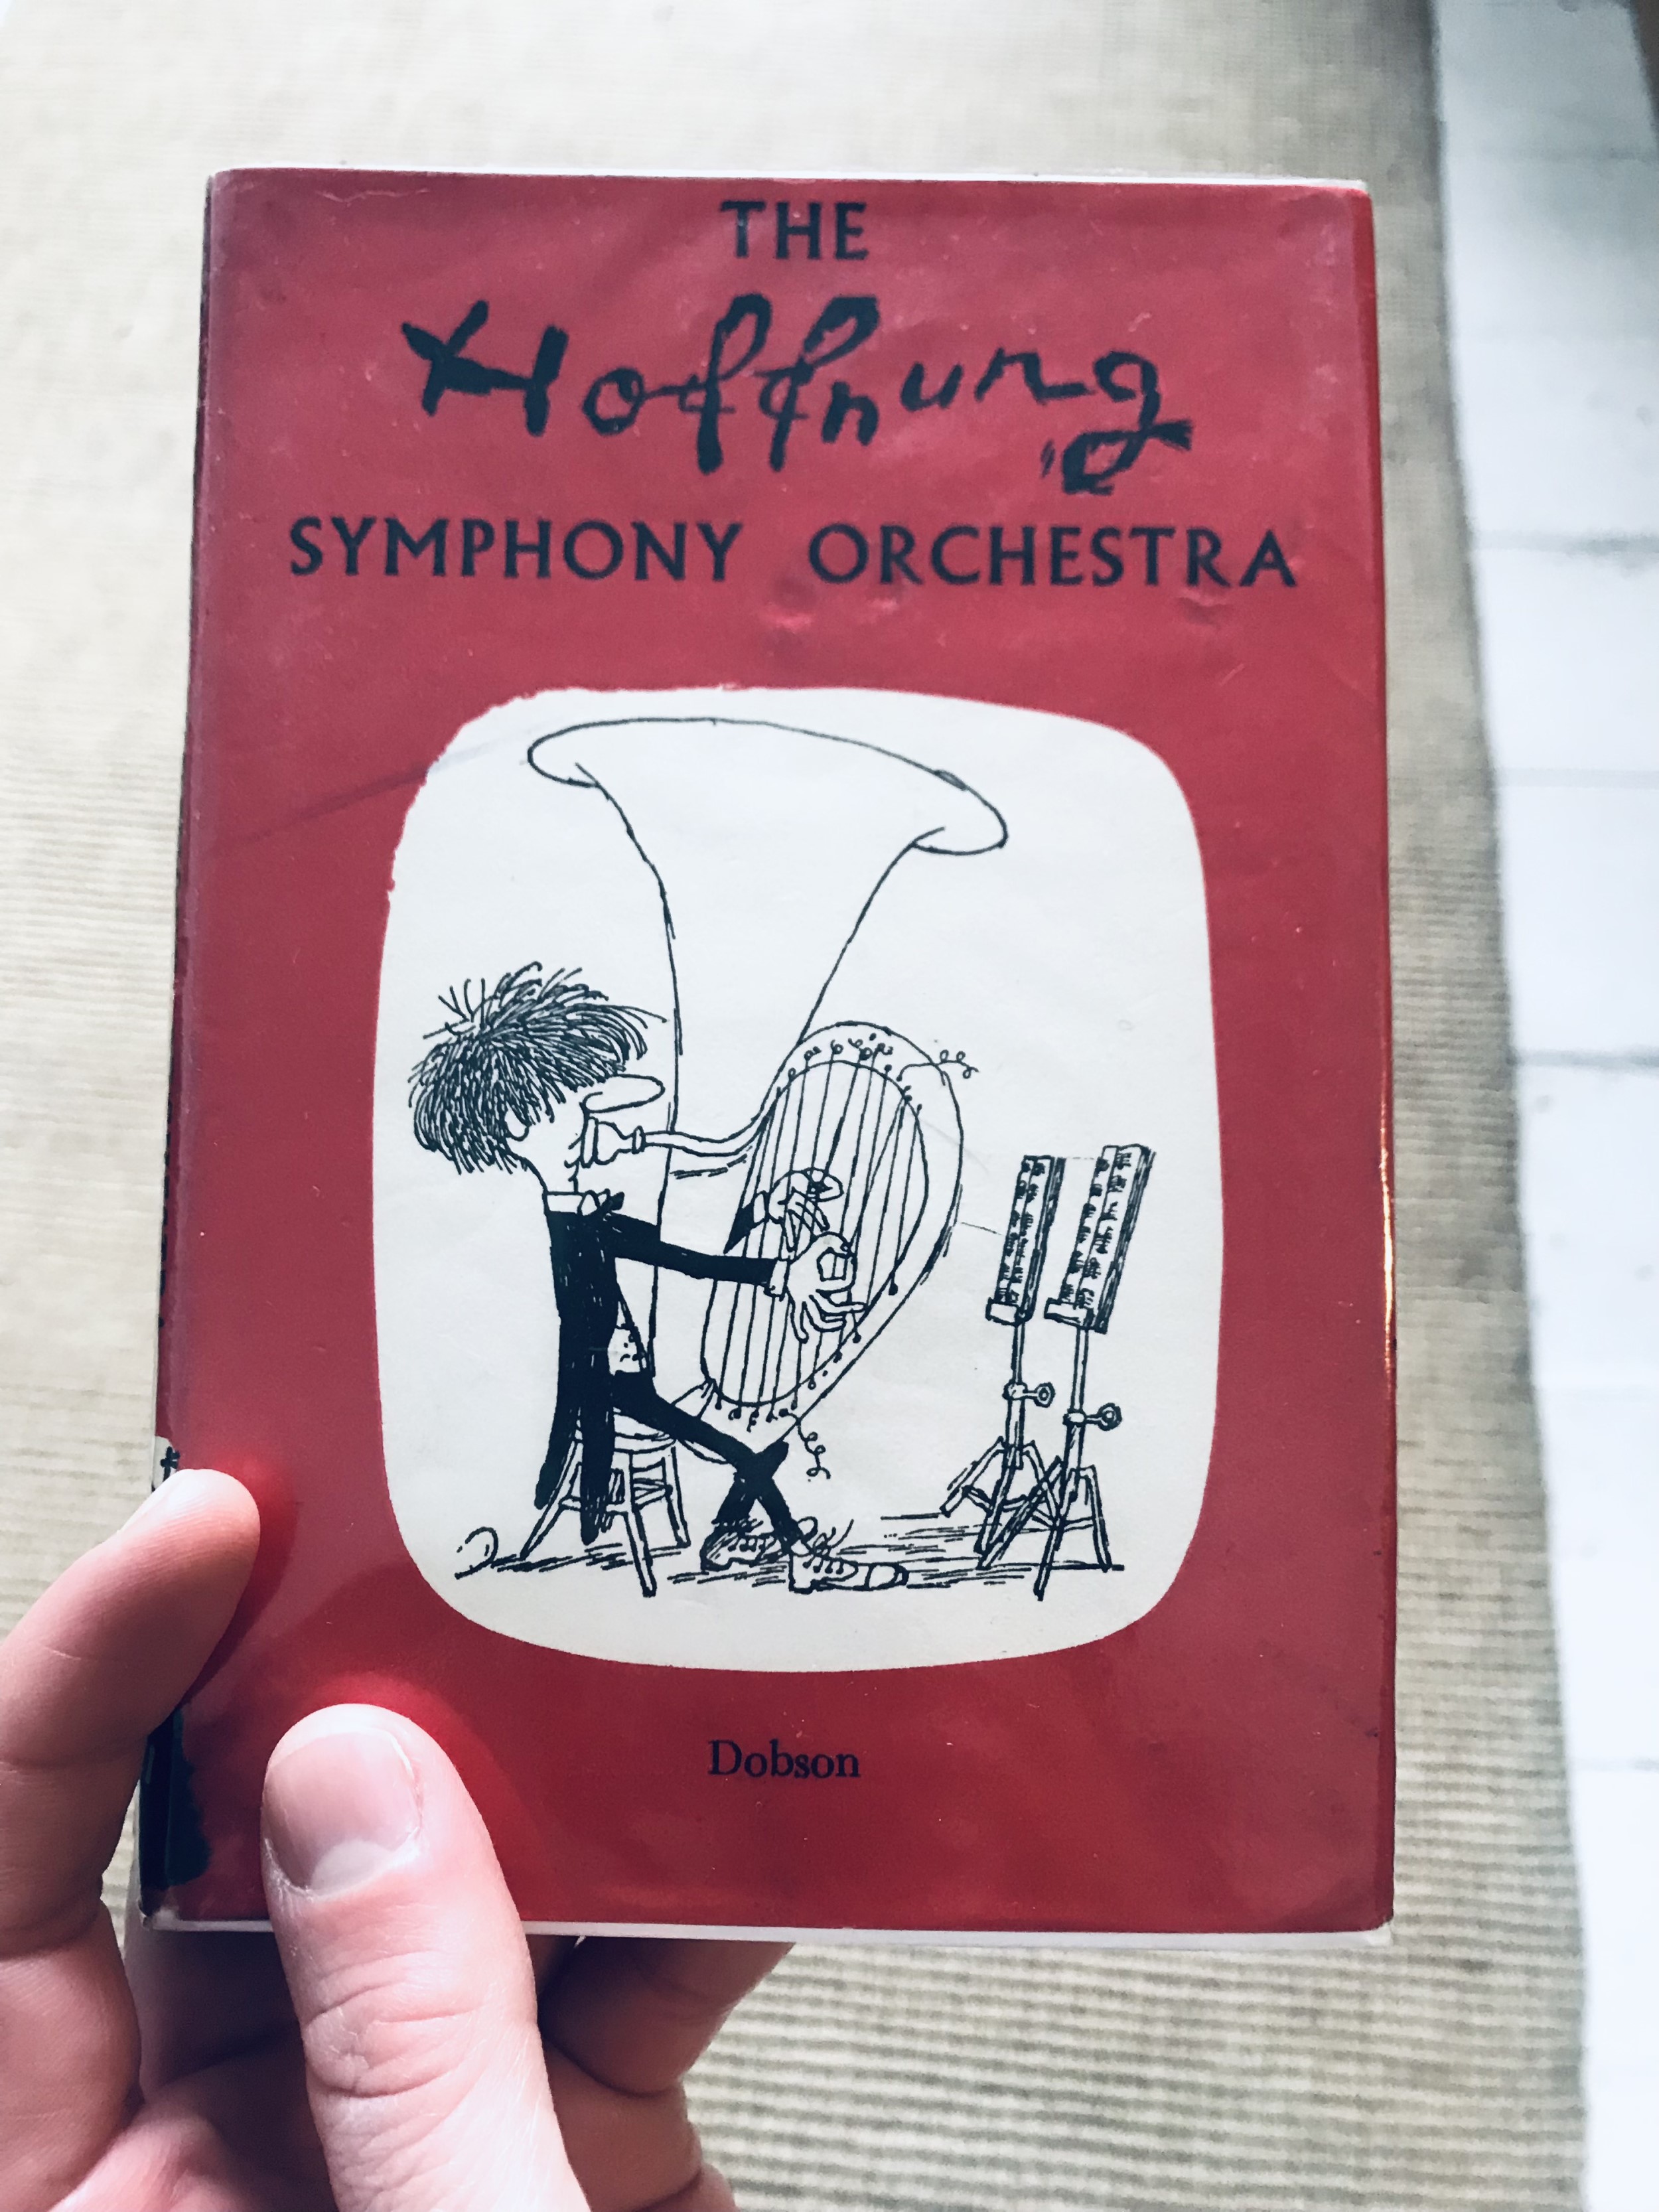 THE
Hoffnung
SYMPHONY ORCHESTRA
Dobson